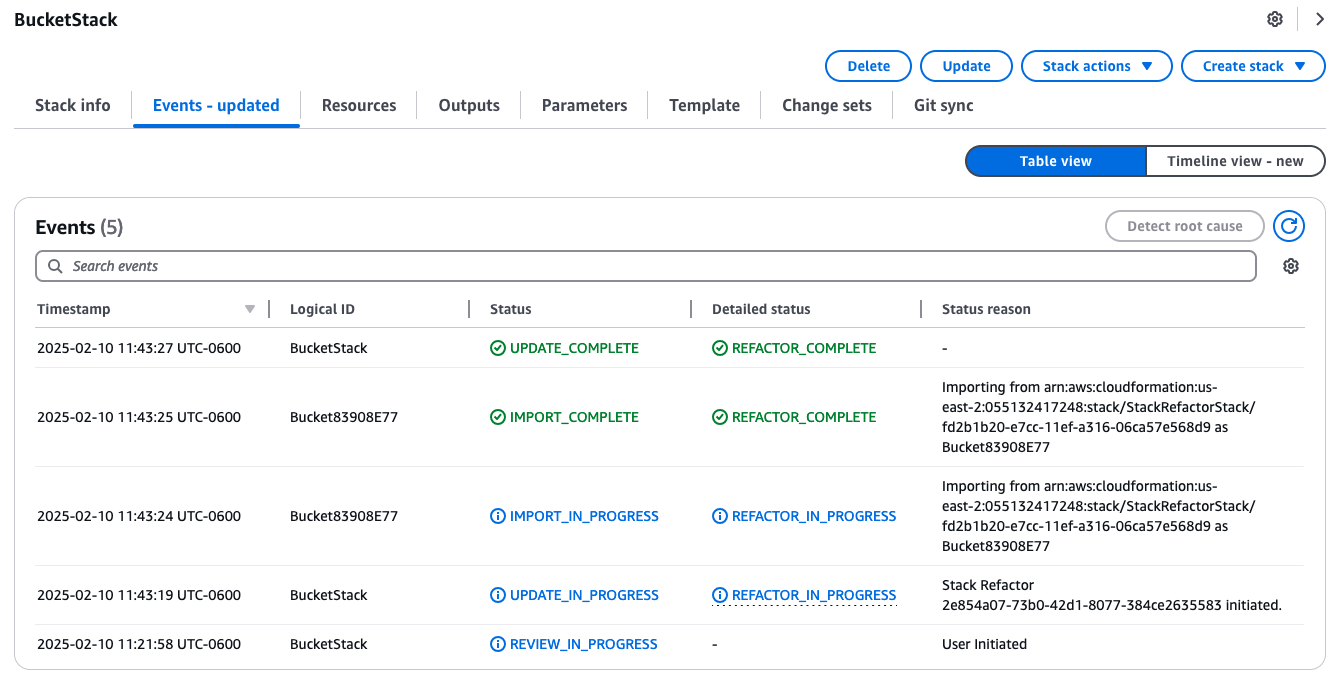 BucketStack
Delete Update Stack actions Create stack
Stack info Events - updated Resources Outputs Parameters Template Change sets Git sync
Table view Timeline view - new
Events (5) Detect root cause
Search events
Timestamp Logical ID Status Detailed status Status reason
2025-02-10 11:43:27 UTC-0600 BucketStack UPDATE_COMPLETE REFACTOR_COMPLETE -
2025-02-10 11:43:25 UTC-0600 Bucket83908E77 IMPORT_COMPLETE REFACTOR_COMPLETE Importing from arn:aws:cloudformation:us-
east-2:055132417248:stack/StackRefactorStack/
fd2b1b20-e7cc-11ef-a316-06ca57e568d9 as
Bucket83908E77
2025-02-10 11:43:24 UTC-0600 Bucket83908E77 IMPORT_IN_PROGRESS REFACTOR_IN_PROGRESS Importing from arn:aws:cloudformation:us-
east-2:055132417248:stack/StackRefactorStack/
fd2b1b20-e7cc-11ef-a316-06ca57e568d9 as
Bucket83908E77
2025-02-10 11:43:19 UTC-0600 BucketStack UPDATE_IN_PROGRESS REFACTOR_IN_PROGRESS Stack Refactor
2e854a07-73b0-42d1-8077-384ce2635583 initiated.
2025-02-10 11:21:58 UTC-0600 BucketStack REVIEW_IN_PROGRESS - User Initiated